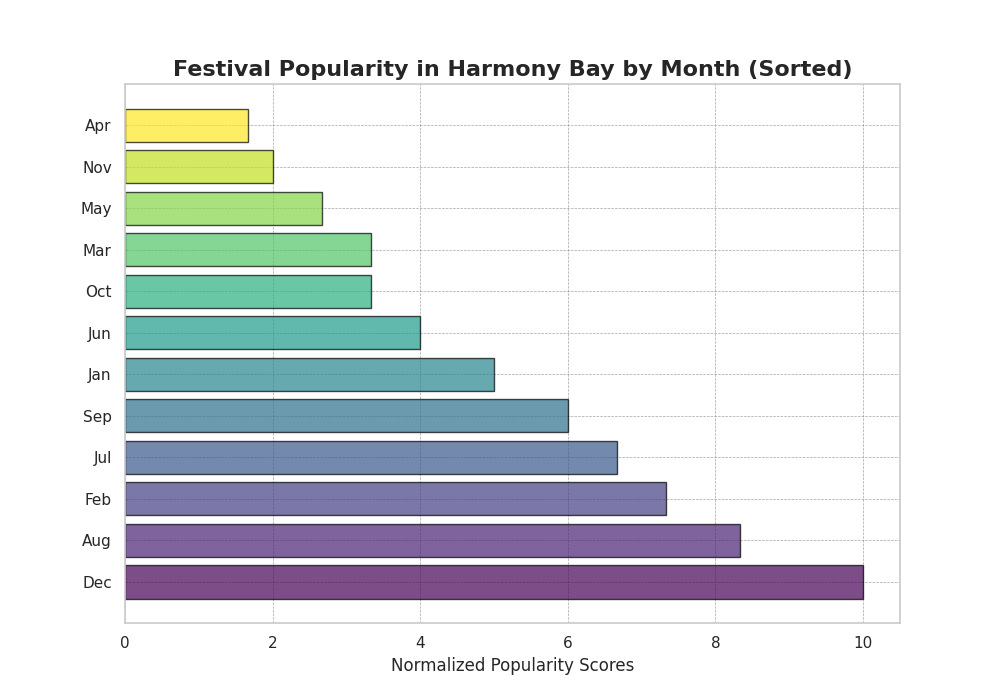 Festival Popularity in Harmony Bay by Month (Sorted)
Apr
Nov
May
Mar
Oct
Jun
Jan
Sep
Jul
Feb
Aug
Dec
0 2 4 6 8 10
Normalized Popularity Scores